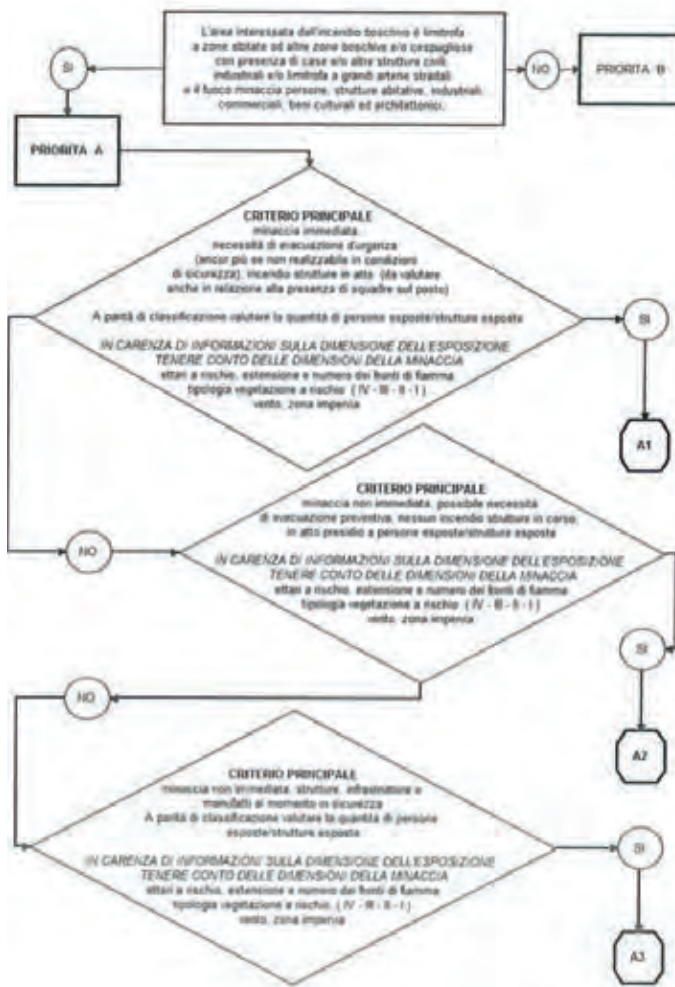 L'area interessata dall'incendio boschivo è limitrofa
a zone abitate ed altre zone boschive e/o cespugliose
con presenza di case e/o altre strutture civili,
industriali e/o limitrofa a grandi arterie stradali
e il fuoco minaccia persone, strutture abitative, industriali,
commerciali, beni culturali ed architettonici.
SI
NO
PRIORITA B
PRIORITA A
CRITERIO PRINCIPALE
minaccia immediata,
necessità di evacuazione d'urgenza
(ancor più se non realizzabile in condizioni
di sicurezza), incendio strutture in atto (da valutare
anche in relazione alla presenza di squadre sul posto)
A parità di classificazione valutare la quantità di persone esposte/strutture esposte
IN CARENZA DI INFORMAZIONI SULLA DIMENSIONE DELL'ESPOSIZIONE
TENERE CONTO DELLE DIMENSIONI DELLA MINACCIA
ettari a rischio, estensione e numero dei fronti di fiamma
tipologia vegetazione a rischio ( IV - III - II - I )
vento, zona impervia
SI
A1
CRITERIO PRINCIPALE
minaccia non immediata, possibile necessità
di evacuazione preventiva, nessun incendio strutture in corso,
in atto presidio a persone esposte/strutture esposte
IN CARENZA DI INFORMAZIONI SULLA DIMENSIONE DELL'ESPOSIZIONE
TENERE CONTO DELLE DIMENSIONI DELLA MINACCIA
ettari a rischio, estensione e numero dei fronti di fiamma
tipologia vegetazione a rischio ( IV - III - II - I )
vento, zona impervia
NO
SI
A2
NO
CRITERIO PRINCIPALE
minaccia non immediata, strutture, infrastrutture e
manufatti al momento in sicurezza
A parità di classificazione valutare la quantità di persone
esposte/strutture esposte
IN CARENZA DI INFORMAZIONI SULLA DIMENSIONE DELL'ESPOSIZIONE
TENERE CONTO DELLE DIMENSIONI DELLA MINACCIA
ettari a rischio, estensione e numero dei fronti di fiamma
tipologia vegetazione a rischio, ( IV - III - II - I )
vento, zona impervia
SI
A3